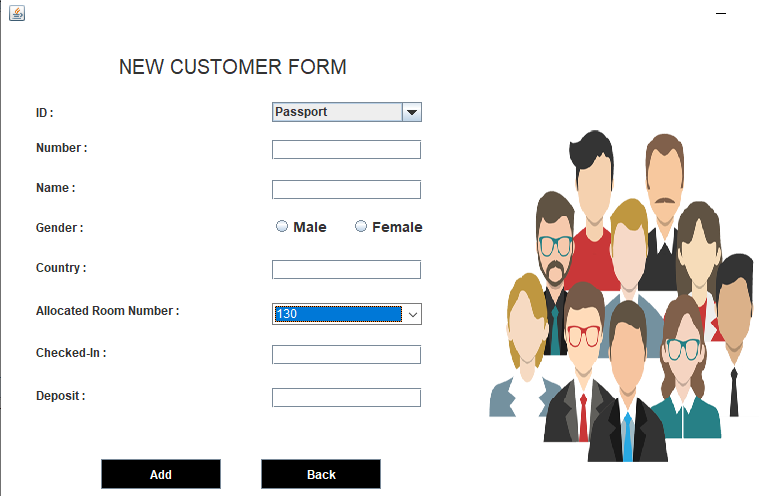 NEW CUSTOMER FORM
ID :
Passport
Number :
Name :
Gender :
Male
Female
Country :
Allocated Room Number :
130
Checked-In :
Deposit :
Add
Back